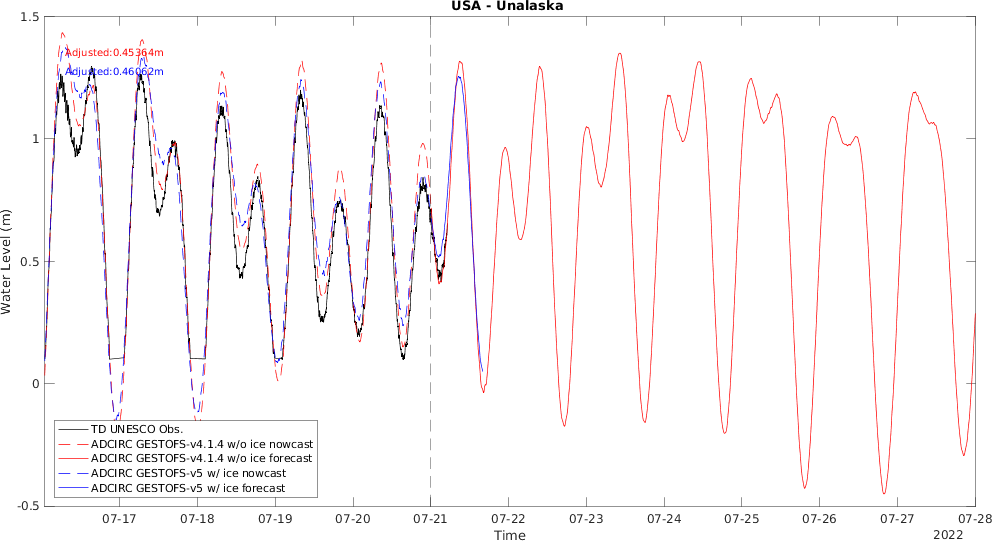 USA - Unalaska
1.5
1
0.5
0
-0.5
Water Level (m)
Adjusted:0.45364m
Adjusted:0.46062m
TD UNESCO Obs.
ADCIRC GESTOFS-v4.1.4 w/o ice nowcast
ADCIRC GESTOFS-v4.1.4 w/o ice forecast
ADCIRC GESTOFS-v5 w/ ice nowcast
ADCIRC GESTOFS-v5 w/ ice forecast
07-17 07-18 07-19 07-20 07-21 07-22 07-23 07-24 07-25 07-26 07-27 07-28
Time
2022